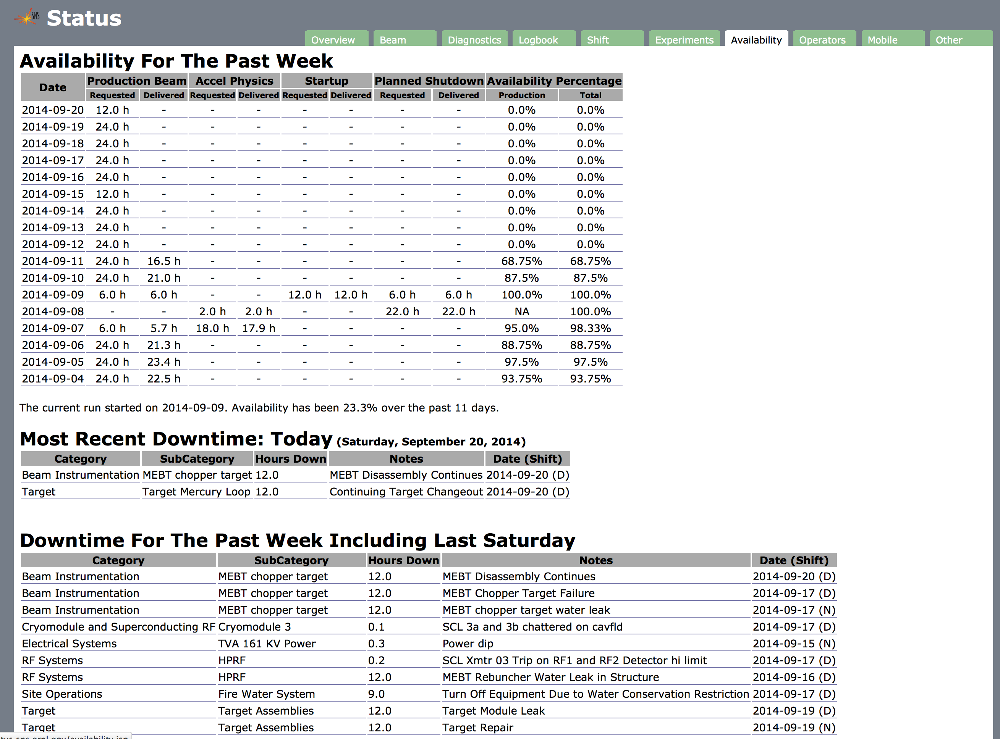 SNS Status
Overview Beam Diagnostics Logbook Shift Experiments Availability Operators Mobile Other
Availability For The Past Week
Date Production Beam Accel Physics Startup Planned Shutdown Availability Percentage
Requested Delivered Requested Delivered Requested Delivered Requested Delivered Production Total
2014-09-20 12.0 h - - - - - - - 0.0% 0.0%
2014-09-19 24.0 h - - - - - - - 0.0% 0.0%
2014-09-18 24.0 h - - - - - - - 0.0% 0.0%
2014-09-17 24.0 h - - - - - - - 0.0% 0.0%
2014-09-16 24.0 h - - - - - - - 0.0% 0.0%
2014-09-15 12.0 h - - - - - - - 0.0% 0.0%
2014-09-14 24.0 h - - - - - - - 0.0% 0.0%
2014-09-13 24.0 h - - - - - - - 0.0% 0.0%
2014-09-12 24.0 h - - - - - - - 0.0% 0.0%
2014-09-11 24.0 h 16.5 h - - - - - - 68.75% 68.75%
2014-09-10 24.0 h 21.0 h - - - - - - 87.5% 87.5%
2014-09-09 6.0 h 6.0 h - - 12.0 h 12.0 h 6.0 h 6.0 h 100.0% 100.0%
2014-09-08 - - 2.0 h 2.0 h - - 22.0 h 22.0 h NA 100.0%
2014-09-07 6.0 h 5.7 h 18.0 h 17.9 h - - - - 95.0% 98.33%
2014-09-06 24.0 h 21.3 h - - - - - - 88.75% 88.75%
2014-09-05 24.0 h 23.4 h - - - - - - 97.5% 97.5%
2014-09-04 24.0 h 22.5 h - - - - - - 93.75% 93.75%
The current run started on 2014-09-09. Availability has been 23.3% over the past 11 days.
Most Recent Downtime: Today (Saturday, September 20, 2014)
Category SubCategory Hours Down Notes Date (Shift)
Beam Instrumentation MEBT chopper target 12.0 MEBT Disassembly Continues 2014-09-20 (D)
Target Target Mercury Loop 12.0 Continuing Target Changeout 2014-09-20 (D)
Downtime For The Past Week Including Last Saturday
Category SubCategory Hours Down Notes Date (Shift)
Beam Instrumentation MEBT chopper target 12.0 MEBT Disassembly Continues 2014-09-20 (D)
Beam Instrumentation MEBT chopper target 12.0 MEBT Chopper Target Failure 2014-09-17 (D)
Beam Instrumentation MEBT chopper target 12.0 MEBT chopper target water leak 2014-09-17 (N)
Cryomodule and Superconducting RF Cryomodule 3 0.1 SCL 3a and 3b chattered on cavfld 2014-09-17 (D)
Electrical Systems TVA 161 KV Power 0.3 Power dip 2014-09-15 (N)
RF Systems HPRF 0.2 SCL Xmtr 03 Trip on RF1 and RF2 Detector hi limit 2014-09-17 (D)
RF Systems HPRF 12.0 MEBT Rebuncher Water Leak in Structure 2014-09-16 (D)
Site Operations Fire Water System 9.0 Turn Off Equipment Due to Water Conservation Restriction 2014-09-17 (D)
Target Target Assemblies 12.0 Target Module Leak 2014-09-19 (D)
Target Target Assemblies 12.0 Target Repair 2014-09-19 (N)
tus.sns.ornl.gov/availability.jsp